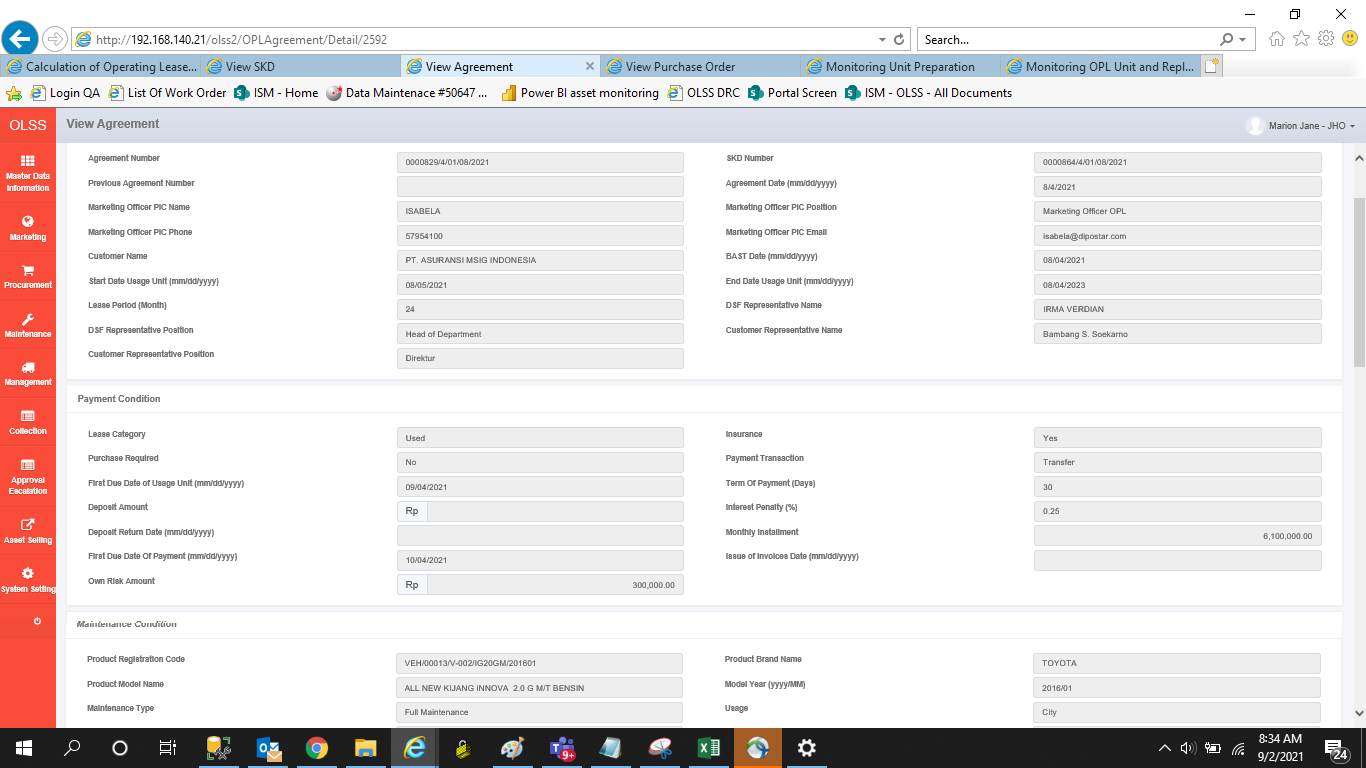 http://192.168.140.21/olss2/OPLAgreement/Detail/2592 Search...
Calculation of Operating Lease... View SKD View Agreement View Purchase Order Monitoring Unit Preparation Monitoring OPL Unit and Repl...
Login QA List Of Work Order ISM - Home Data Maintenace #50647 ... Power BI asset monitoring OLSS DRC Portal Screen ISM - OLSS - All Documents
OLSS View Agreement Marion Jane - JHO
Master Data Information
Marketing
Procurement
Maintenance
Management
Collection
Approval Escalation
Asset Selling
System Setting
Agreement Number 0000829/4/01/08/2021 SKD Number 0000864/4/01/08/2021
Previous Agreement Number Agreement Date (mm/dd/yyyy) 8/4/2021
Marketing Officer PIC Name ISABELA Marketing Officer PIC Position Marketing Officer OPL
Marketing Officer PIC Phone 57954100 Marketing Officer PIC Email isabela@dipostar.com
Customer Name PT. ASURANSI MSIG INDONESIA BAST Date (mm/dd/yyyy) 08/04/2021
Start Date Usage Unit (mm/dd/yyyy) 08/05/2021 End Date Usage Unit (mm/dd/yyyy) 08/04/2023
Lease Period (Month) 24 DSF Representative Name IRMA VERDIAN
DSF Representative Position Head of Department Customer Representative Name Bambang S. Soekarno
Customer Representative Position Direktur
Payment Condition
Lease Category Used Insurance Yes
Purchase Required No Payment Transaction Transfer
First Due Date of Usage Unit (mm/dd/yyyy) 09/04/2021 Term Of Payment (Days) 30
Deposit Amount Rp Interest Penalty (%) 0.25
Deposit Return Date (mm/dd/yyyy) Monthly Installment 6,100,000.00
First Due Date Of Payment (mm/dd/yyyy) 10/04/2021 Issue of Invoices Date (mm/dd/yyyy)
Own Risk Amount Rp 300,000.00
Maintenance Condition
Product Registration Code VEH/00013/V-002/IG20GM/201601 Product Brand Name TOYOTA
Product Model Name ALL NEW KIJANG INNOVA 2.0 G M/T BENSIN Model Year (yyyy/MM) 2016/01
Maintenance Type Full Maintenance Usage City
9+
8:34 AM
9/2/2021
24